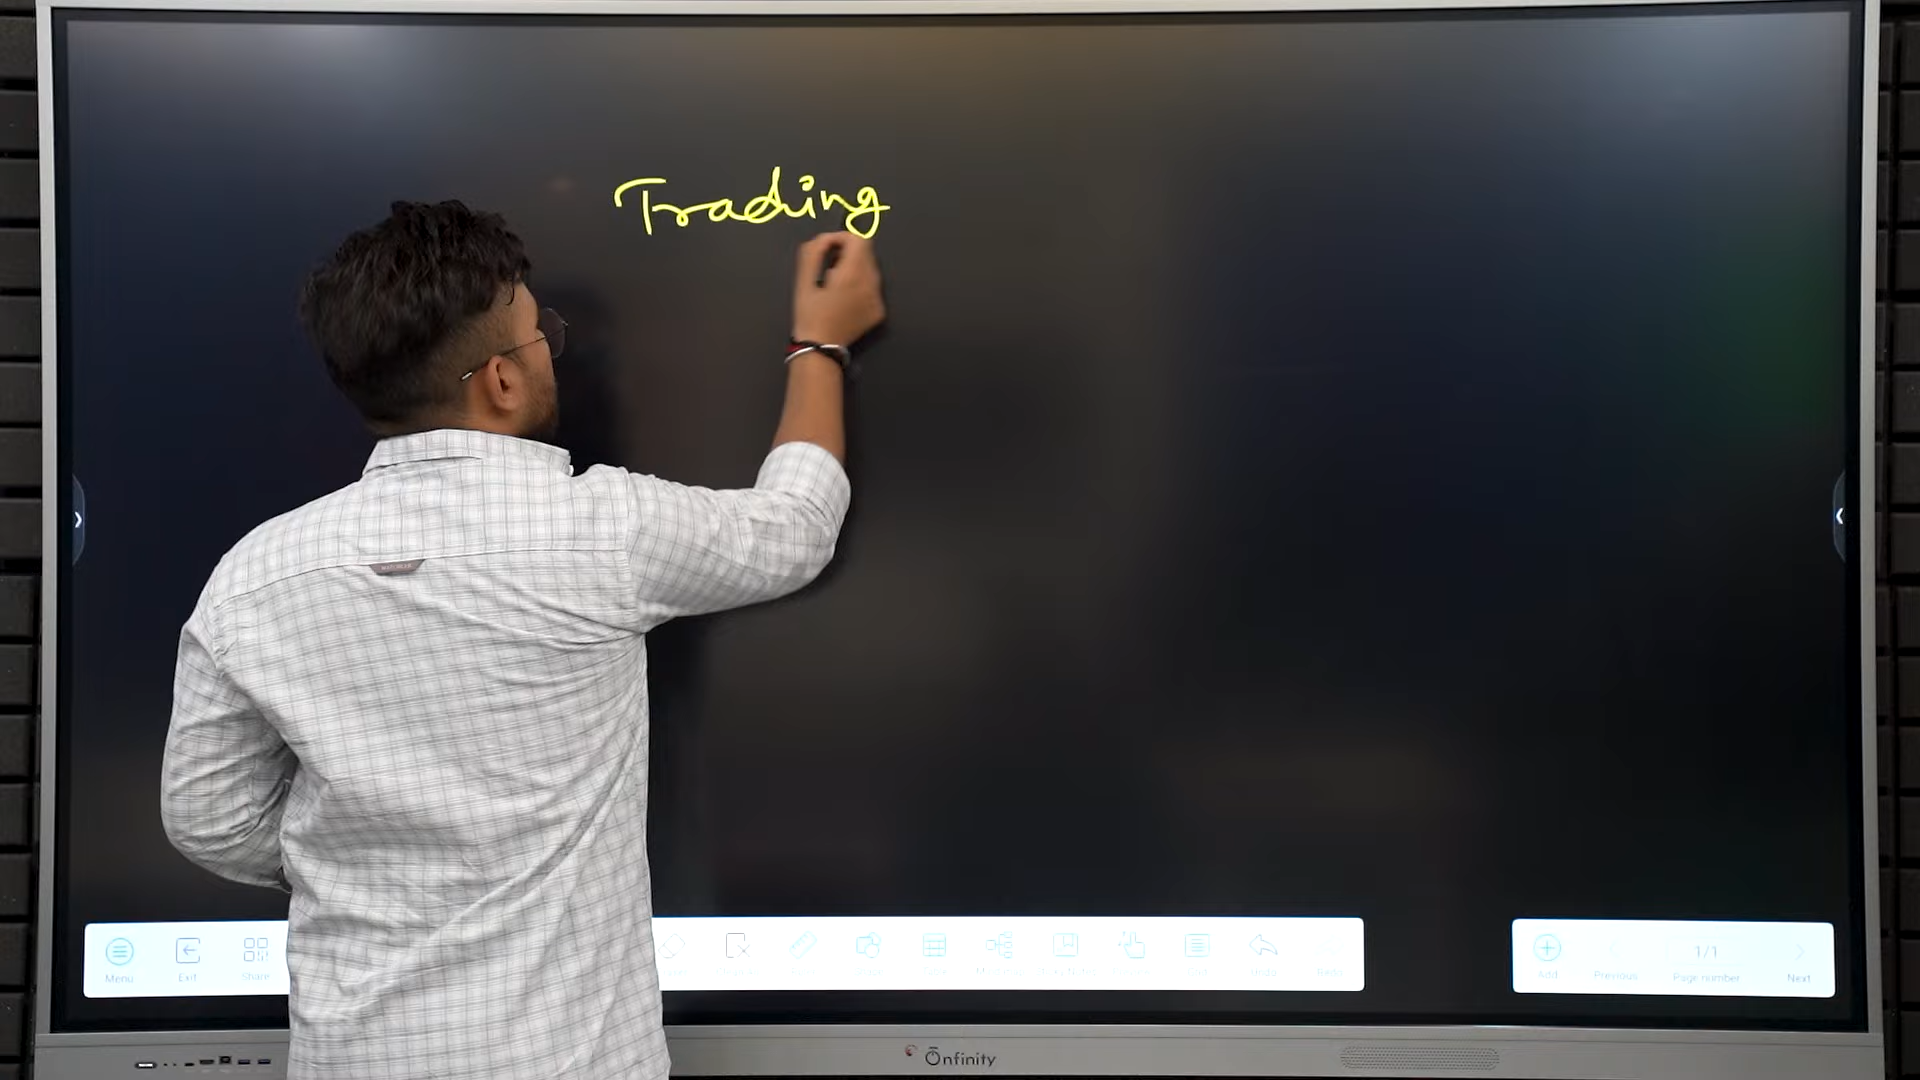 Trading
Menu
Exit
Share
Undo
Redo
Add
Previous
1/1
Page number
Next
Onfinity